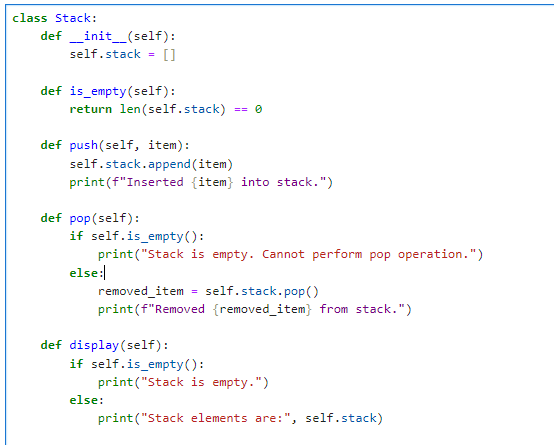 class Stack:
    def __init__(self):
        self.stack = []

    def is_empty(self):
        return len(self.stack) == 0

    def push(self, item):
        self.stack.append(item)
        print(f"Inserted {item} into stack.")

    def pop(self):
        if self.is_empty():
            print("Stack is empty. Cannot perform pop operation.")
        else:
            removed_item = self.stack.pop()
            print(f"Removed {removed_item} from stack.")

    def display(self):
        if self.is_empty():
            print("Stack is empty.")
        else:
            print("Stack elements are:", self.stack)